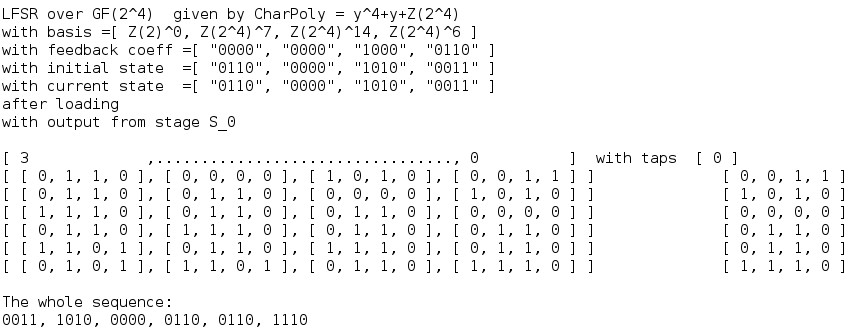 LFSR over GF(2^4)  given by CharPoly = y^4+y+Z(2^4)
with basis =[ Z(2)^0, Z(2^4)^7, Z(2^4)^14, Z(2^4)^6 ]
with feedback coeff =[ "0000", "0000", "1000", "0110" ]
with initial state  =[ "0110", "0000", "1010", "0011" ]
with current state  =[ "0110", "0000", "1010", "0011" ]
after loading
with output from stage S_0
[ 3             ,................................., 0          ]  with taps  [ 0 ]
[ [ 0, 1, 1, 0 ], [ 0, 0, 0, 0 ], [ 1, 0, 1, 0 ], [ 0, 0, 1, 1 ] ]              [ 0, 0, 1, 1 ]
[ [ 0, 1, 1, 0 ], [ 0, 1, 1, 0 ], [ 0, 0, 0, 0 ], [ 1, 0, 1, 0 ] ]              [ 1, 0, 1, 0 ]
[ [ 1, 1, 1, 0 ], [ 0, 1, 1, 0 ], [ 0, 1, 1, 0 ], [ 0, 0, 0, 0 ] ]              [ 0, 0, 0, 0 ]
[ [ 0, 1, 1, 0 ], [ 1, 1, 1, 0 ], [ 0, 1, 1, 0 ], [ 0, 1, 1, 0 ] ]              [ 0, 1, 1, 0 ]
[ [ 1, 1, 0, 1 ], [ 0, 1, 1, 0 ], [ 1, 1, 1, 0 ], [ 0, 1, 1, 0 ] ]              [ 0, 1, 1, 0 ]
[ [ 0, 1, 0, 1 ], [ 1, 1, 0, 1 ], [ 0, 1, 1, 0 ], [ 1, 1, 1, 0 ] ]              [ 1, 1, 1, 0 ]
The whole sequence:
0011, 1010, 0000, 0110, 0110, 1110